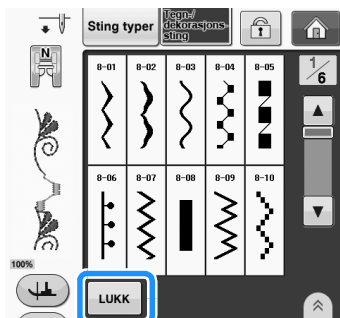 Sting typer
Tegn-/
dekorasjons-
sting
N
1/6
8-01 8-02 8-03 8-04 8-05
8-06 8-07 8-08 8-09 8-10
100%
LUKK